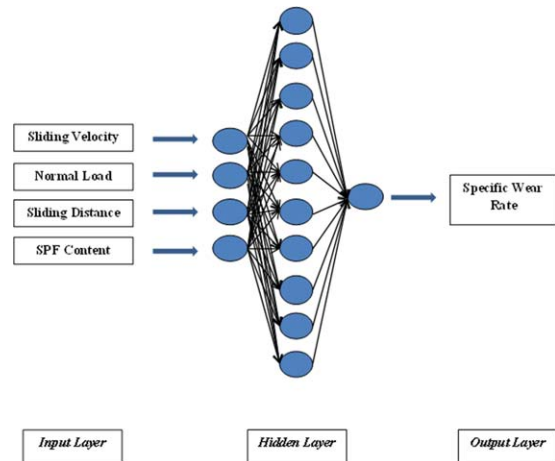 Sliding Velocity
Normal Load
Sliding Distance
SPF Content
Specific Wear
Rate
Input Layer
Hidden Layer
Output Layer